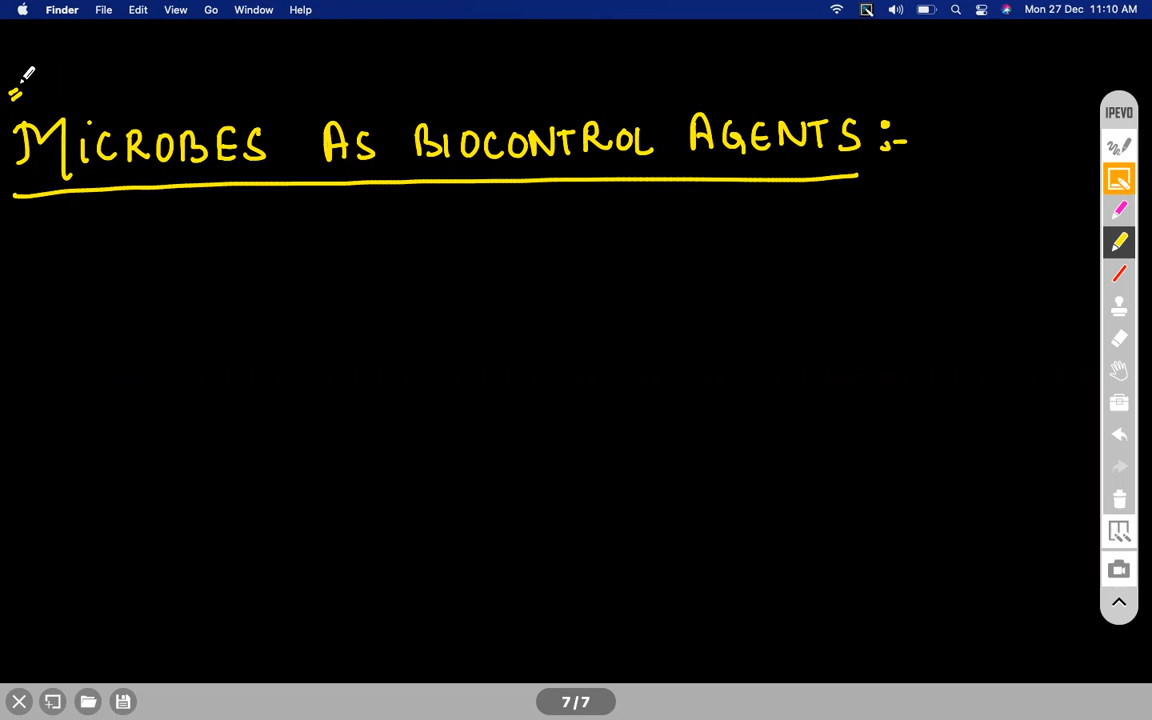 Finder File Edit View Go Window Help Mon 27 Dec 11:10 AM
IPEVO
MICROBES AS BIOCONTROL AGENTS :-
7/7